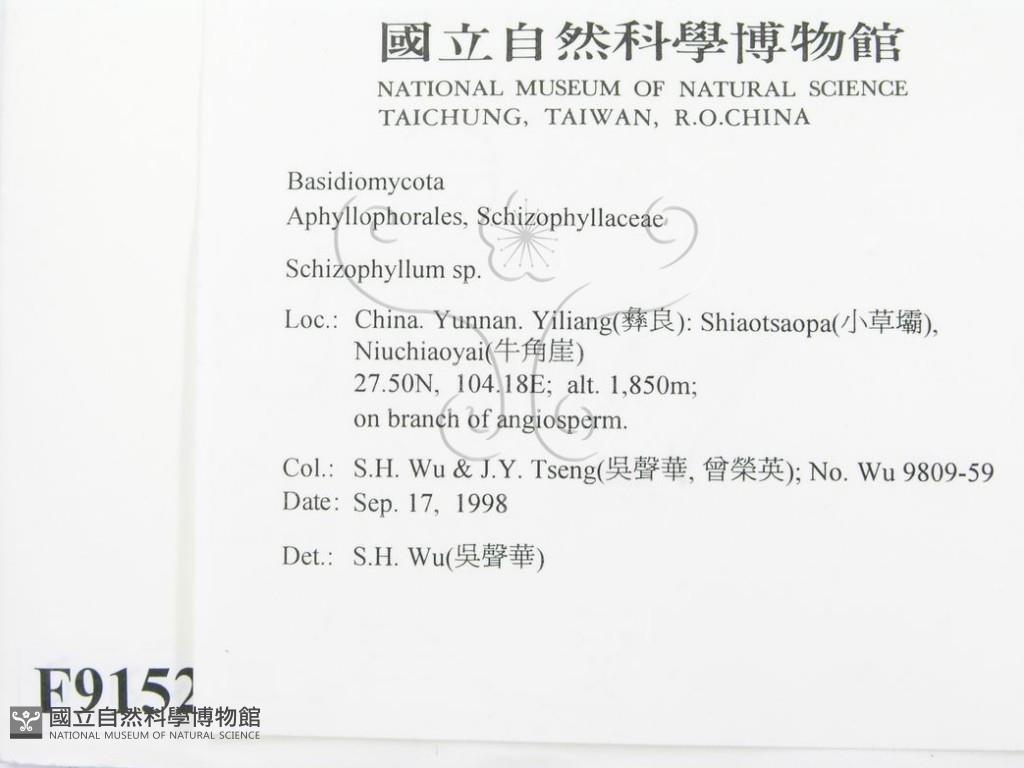 國立自然科學博物館
NATIONAL MUSEUM OF NATURAL SCIENCE
TAICHUNG, TAIWAN, R.O.CHINA
Basidiomycota
Aphyllophorales, Schizophyllaceae
Schizophyllum sp.
Loc.: China. Yunnan. Yiliang(彝良): Shiaotsaopa(小草壩),
Niuchiaoyai(牛角崖)
27.50N, 104.18E; alt. 1,850m;
on branch of angiosperm.
Col.: S.H. Wu & J.Y. Tseng(吳聲華, 曾榮英); No. Wu 9809-59
Date: Sep. 17, 1998
Det.: S.H. Wu(吳聲華)
F9152
國立自然科學博物館
NATIONAL MUSEUM OF NATURAL SCIENCE